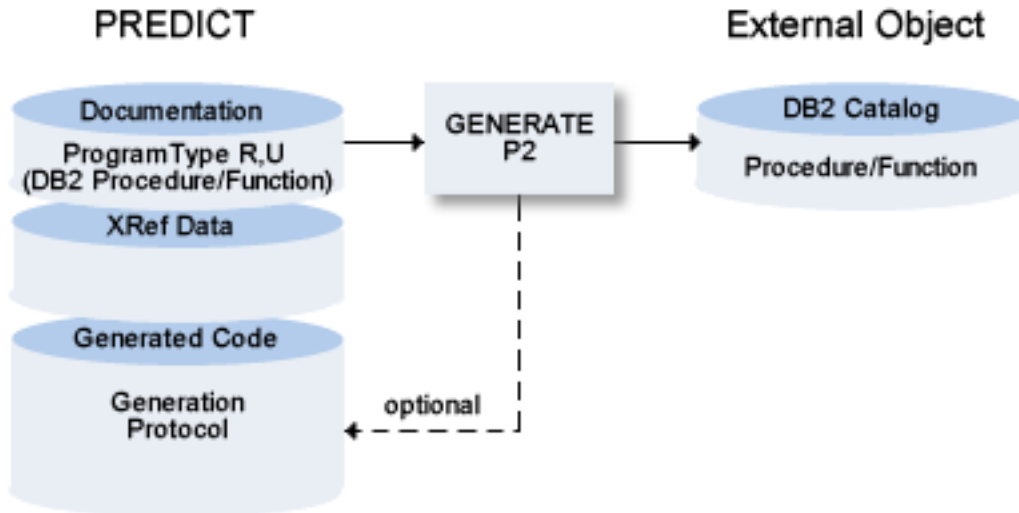 PREDICT
External Object
Documentation
ProgramType R,U
(DB2 Procedure/Function)
GENERATE
P2
DB2 Catalog
Procedure/Function
XRef Data
Generated Code
Generation
Protocol
optional